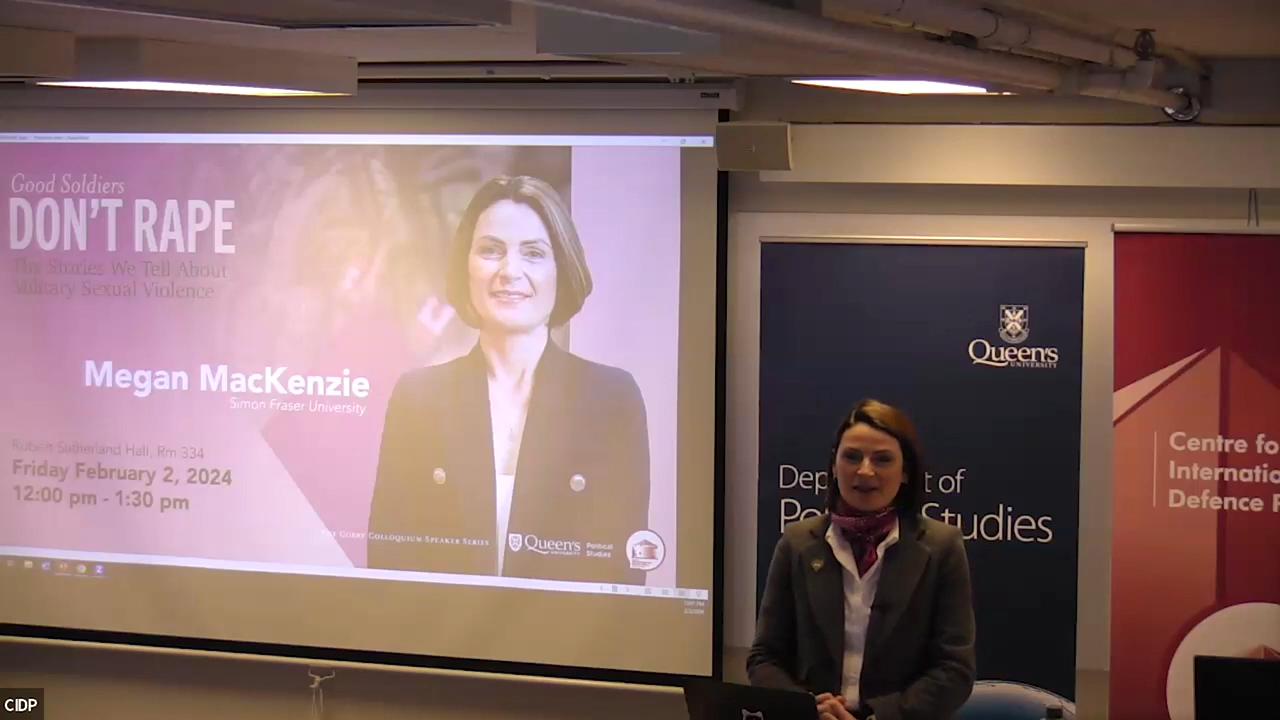 Good Soldiers
DON'T RAPE
The Stories We Tell About
Military Sexual Violence
Megan MacKenzie
Simon Fraser University
Robert Sutherland Hall, Rm 334
Friday February 2, 2024
12:00 pm - 1:30 pm
Colloquium Speaker Series
Queen's
UNIVERSITY
Political
Studies
Queen's
UNIVERSITY
Dep t of
Po Studies
Centre fo
Internatio
Defence P
CIDP